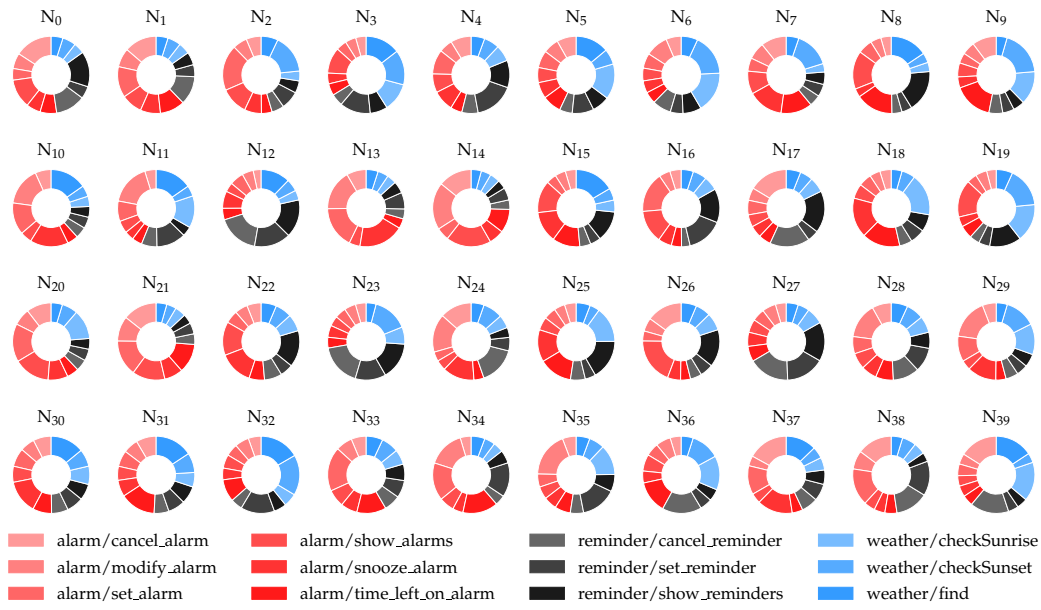 N0 N1 N2 N3 N4 N5 N6 N7 N8 N9
N10 N11 N12 N13 N14 N15 N16 N17 N18 N19
N20 N21 N22 N23 N24 N25 N26 N27 N28 N29
N30 N31 N32 N33 N34 N35 N36 N37 N38 N39
alarm/cancel_alarm alarm/show_alarms reminder/cancel_reminder weather/checkSunrise
alarm/modify_alarm alarm/snooze_alarm reminder/set_reminder weather/checkSunset
alarm/set_alarm alarm/time_left_on_alarm reminder/show_reminders weather/find